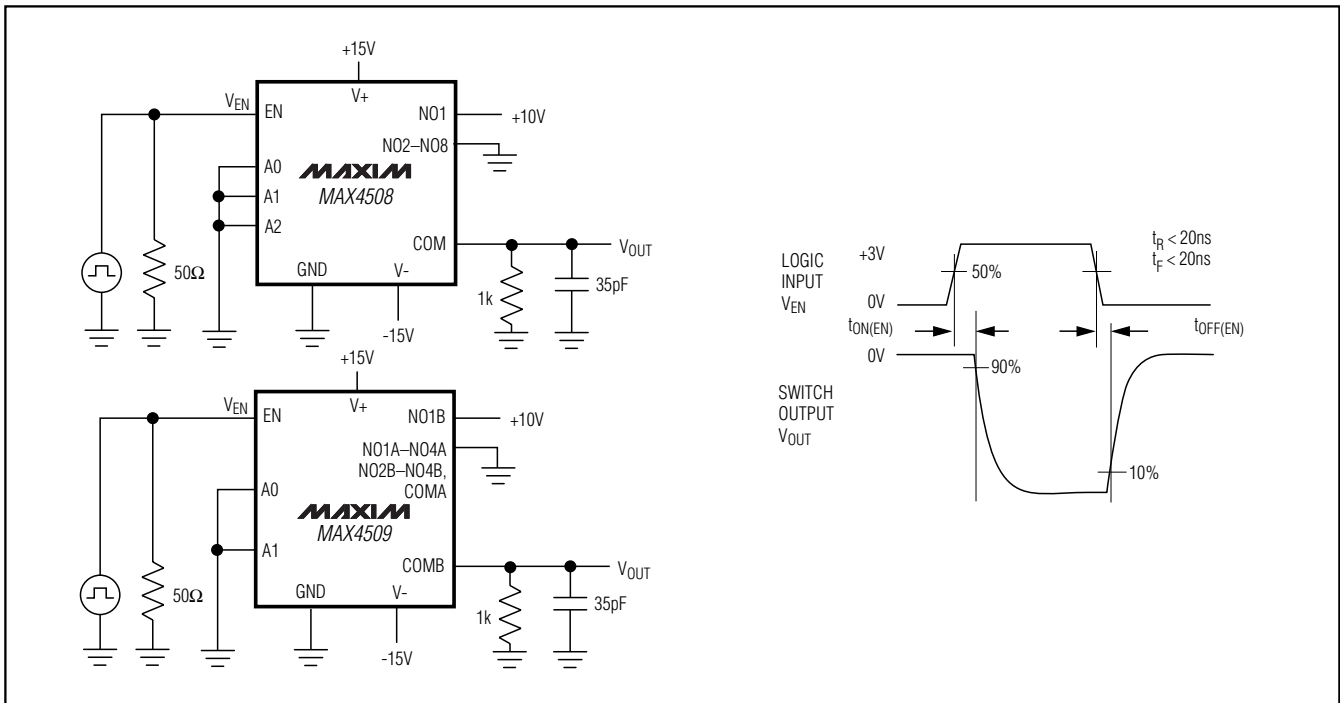 +15V
V+
VEN
EN
NO1
+10V
NO2–NO8
A0
MAXIM
A1
MAX4508
A2
COM
VOUT
GND
V-
50Ω
1k
35pF
-15V
+15V
V+
VEN
EN
NO1B
+10V
NO1A–NO4A
NO2B–NO4B,
COMA
A0
MAXIM
MAX4509
A1
COMB
VOUT
GND
V-
50Ω
1k
35pF
-15V
LOGIC
INPUT
VEN
+3V
50%
tR < 20ns
tF < 20ns
0V
tON(EN)
tOFF(EN)
0V
90%
SWITCH
OUTPUT
VOUT
10%